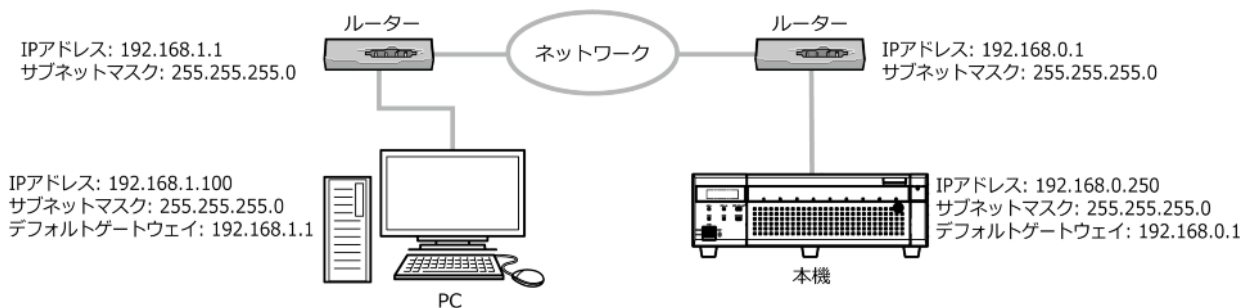 ルーター
IPアドレス: 192.168.1.1
サブネットマスク: 255.255.255.0
ネットワーク
ルーター
IPアドレス: 192.168.0.1
サブネットマスク: 255.255.255.0
IPアドレス: 192.168.1.100
サブネットマスク: 255.255.255.0
デフォルトゲートウェイ: 192.168.1.1
PC
IPアドレス: 192.168.0.250
サブネットマスク: 255.255.255.0
デフォルトゲートウェイ: 192.168.0.1
本機